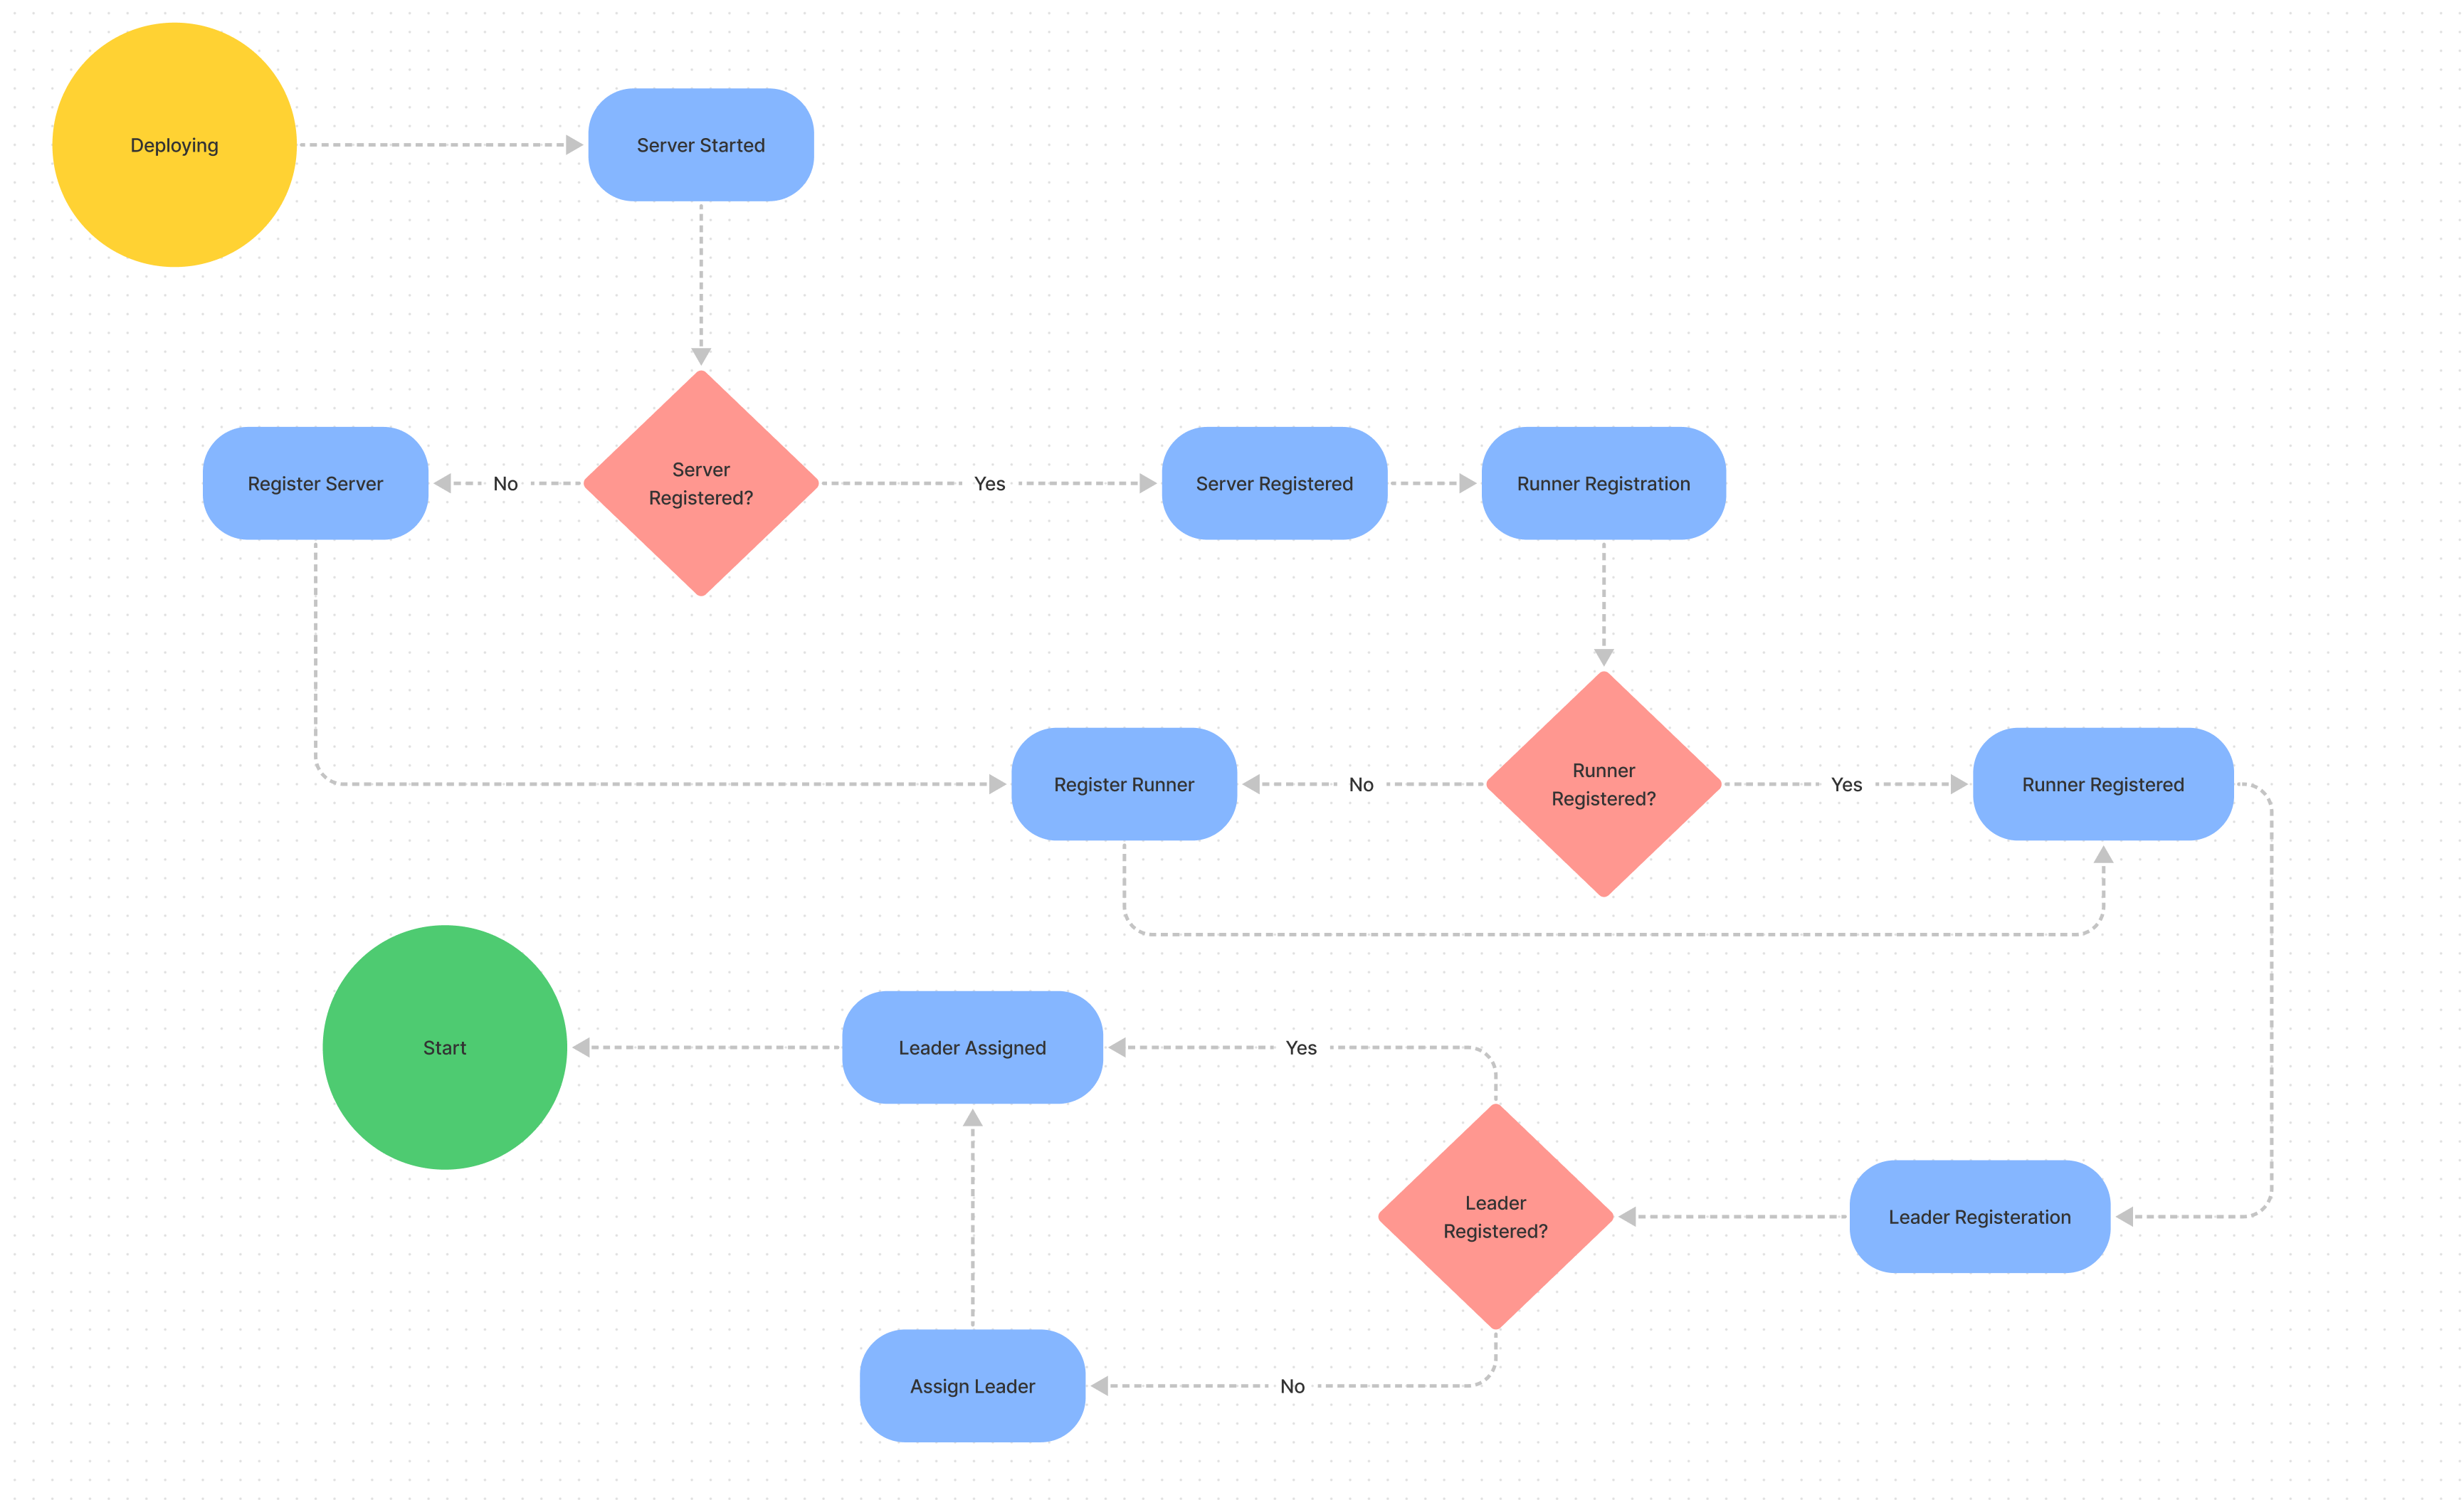 Deploying
Server Started
Register Server
No
Server
Registered?
Yes
Server Registered
Runner Registration
Register Runner
No
Runner
Registered?
Yes
Runner Registered
Start
Leader Assigned
Yes
Leader
Registered?
Leader Registeration
Assign Leader
No